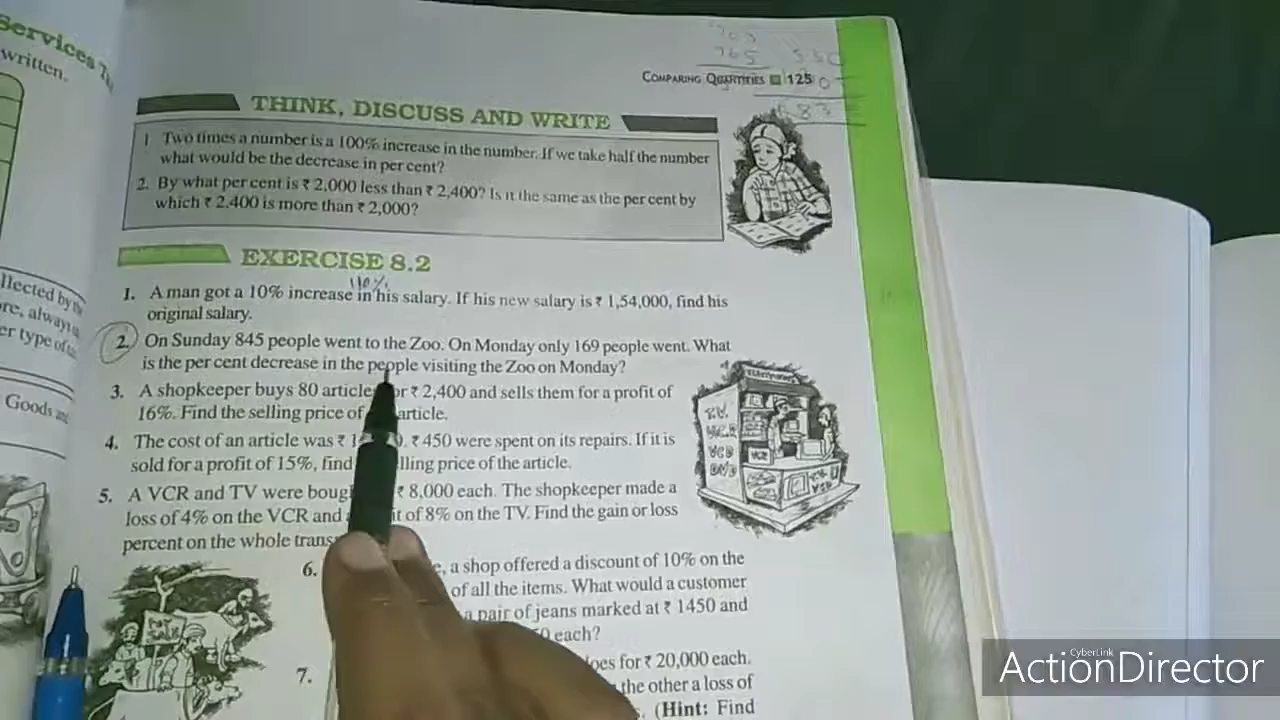 Services
written.
COMPARING QUANTITIES 125
THINK, DISCUSS AND WRITE
1 Two times a number is a 100% increase in the number. If we take half the number
what would be the decrease in per cent?
2. By what per cent is ₹ 2,000 less than ₹ 2,400? Is it the same as the per cent by
which ₹ 2,400 is more than ₹ 2,000?
EXERCISE 8.2
110%
1. A man got a 10% increase in his salary. If his new salary is ₹ 1,54,000, find his
original salary.
2. On Sunday 845 people went to the Zoo. On Monday only 169 people went. What
is the per cent decrease in the people visiting the Zoo on Monday?
3. A shopkeeper buys 80 article ₹ 2,400 and sells them for a profit of
16%. Find the selling price of article.
4. The cost of an article was ₹ ₹ 450 were spent on its repairs. If it is
sold for a profit of 15%, find selling price of the article.
5. A VCR and TV were ₹ 8,000 each. The shopkeeper made a
loss of 4% on the VCR and of 8% on the TV. Find the gain or loss
percent on the whole
6. a shop offered a discount of 10% on the
of all the items. What would a customer
a pair of jeans marked at ₹ 1450 and
each?
7. for ₹ 20,000 each.
the other a loss of
(Hint: Find
Goods and
T.V.
VCR
VCD
DVD
CyberLink
ActionDirector